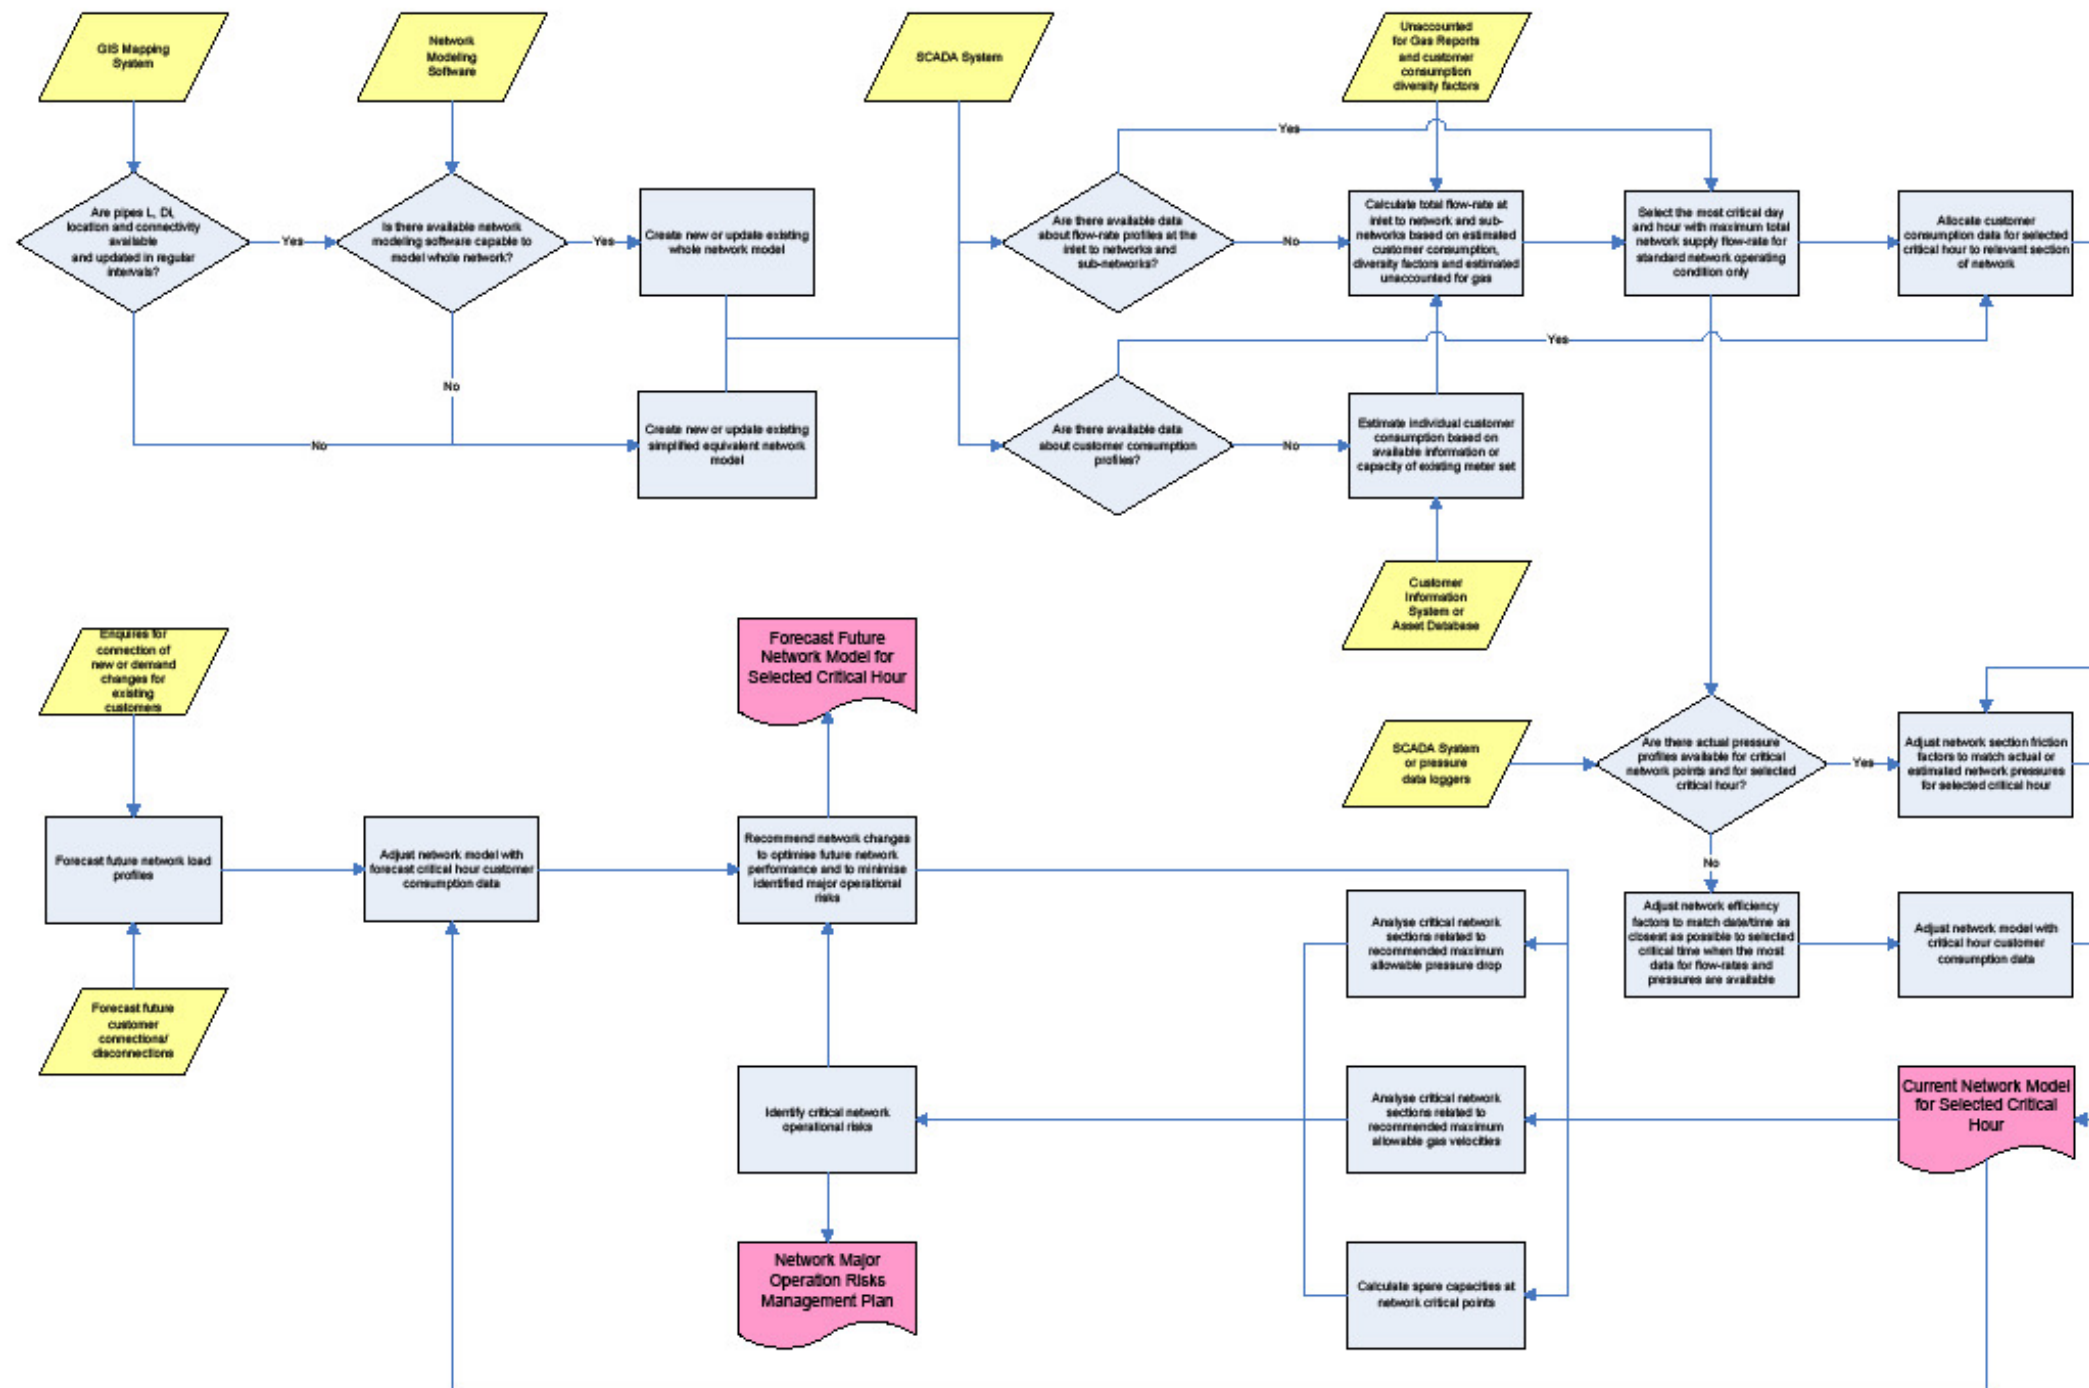 GIS Mapping
System
Network
Modeling
Software
SCADA System
Unaccounted
for Gas Reports
and customer
consumption
diversity factors
Yes
Are pipes L, Di,
location and connectivity
available
and updated in regular
intervals?
Yes
Is there available network
modeling software capable to
model whole network?
Yes
Create new or update existing
whole network model
Are there available data
about flow-rate profiles at the
inlet to networks and
sub-networks?
No
Calculate total flow-rate at
inlet to network and sub-
networks based on estimated
customer consumption,
diversity factors and estimated
unaccounted for gas
Select the most critical day
and hour with maximum total
network supply flow-rate for
standard network operating
condition only
Allocate customer
consumption data for selected
critical hour to relevant section
of network
Yes
No
No
Create new or update existing
simplified equivalent network
model
Are there available data
about customer consumption
profiles?
No
Estimate individual customer
consumption based on
available information or
capacity of existing meter set
Customer
Information
System or
Asset Database
Enquires for
connection of
new or demand
changes for
existing
customers
Forecast Future
Network Model for
Selected Critical Hour
SCADA System
or pressure
data loggers
Are there actual pressure
profiles available for critical
network points and for selected
critical hour?
Yes
Adjust network section friction
factors to match actual or
estimated network pressures
for selected critical hour
Forecast future network load
profiles
Adjust network model with
forecast critical hour customer
consumption data
Recommend network changes
to optimise future network
performance and to minimise
identified major operational
risks
No
Analyse critical network
sections related to
recommended maximum
allowable pressure drop
Adjust network efficiency
factors to match date/time as
closest as possible to selected
critical time when the most
data for flow-rates and
pressures are available
Adjust network model with
critical hour customer
consumption data
Forecast future
customer
connections/
disconnections
Identify critical network
operational risks
Analyse critical network
sections related to
recommended maximum
allowable gas velocities
Current Network Model
for Selected Critical
Hour
Network Major
Operation Risks
Management Plan
Calculate spare capacities at
network critical points